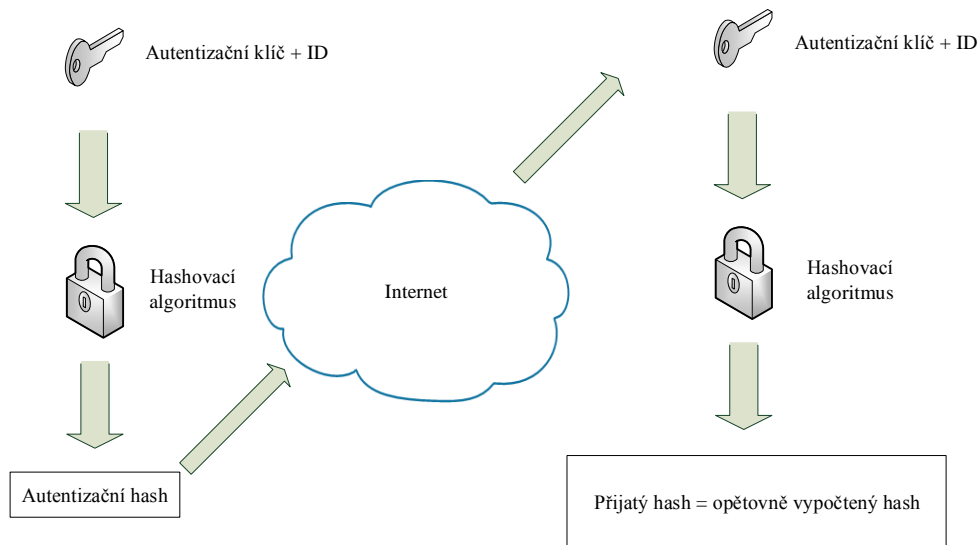 Autentizační klíč + ID
Hashovací
algoritmus
Autentizační hash
Internet
Autentizační klíč + ID
Hashovací
algoritmus
Přijatý hash = opětovně vypočtený hash